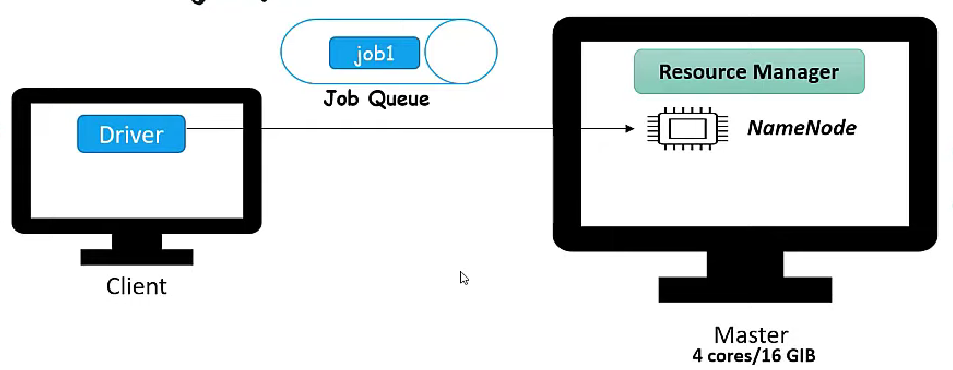 job1
Job Queue
Resource Manager
Driver
NameNode
Client
Master
4 cores/16 GIB